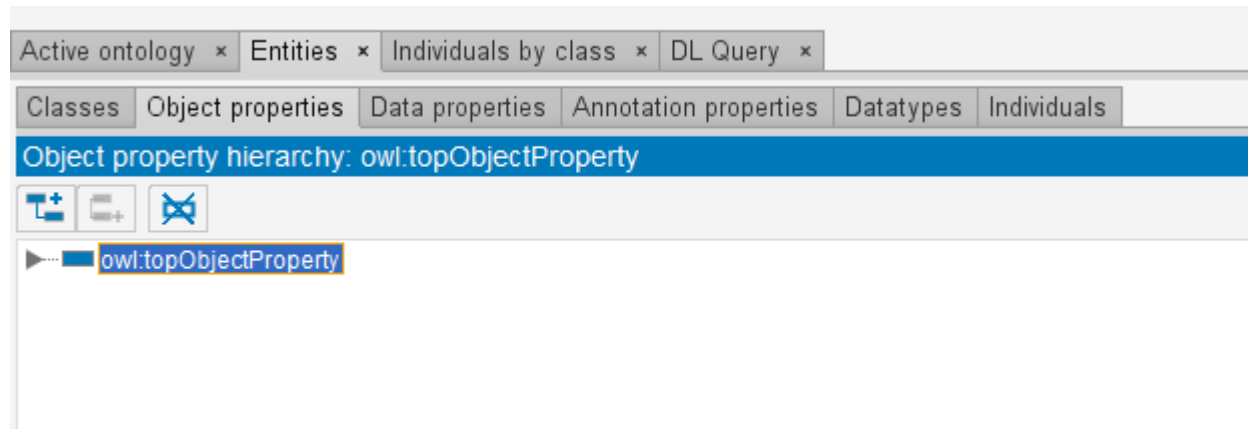 Active ontology × Entities × Individuals by class × DL Query ×
Classes Object properties Data properties Annotation properties Datatypes Individuals
Object property hierarchy: owl:topObjectProperty
owl:topObjectProperty